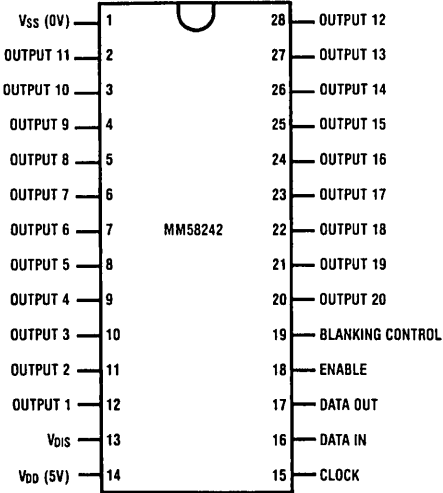 VSS (0V) 1 28 OUTPUT 12
OUTPUT 11 2 27 OUTPUT 13
OUTPUT 10 3 26 OUTPUT 14
OUTPUT 9 4 25 OUTPUT 15
OUTPUT 8 5 24 OUTPUT 16
OUTPUT 7 6 23 OUTPUT 17
OUTPUT 6 7 MM58242 22 OUTPUT 18
OUTPUT 5 8 21 OUTPUT 19
OUTPUT 4 9 20 OUTPUT 20
OUTPUT 3 10 19 BLANKING CONTROL
OUTPUT 2 11 18 ENABLE
OUTPUT 1 12 17 DATA OUT
VDIS 13 16 DATA IN
VDD (5V) 14 15 CLOCK